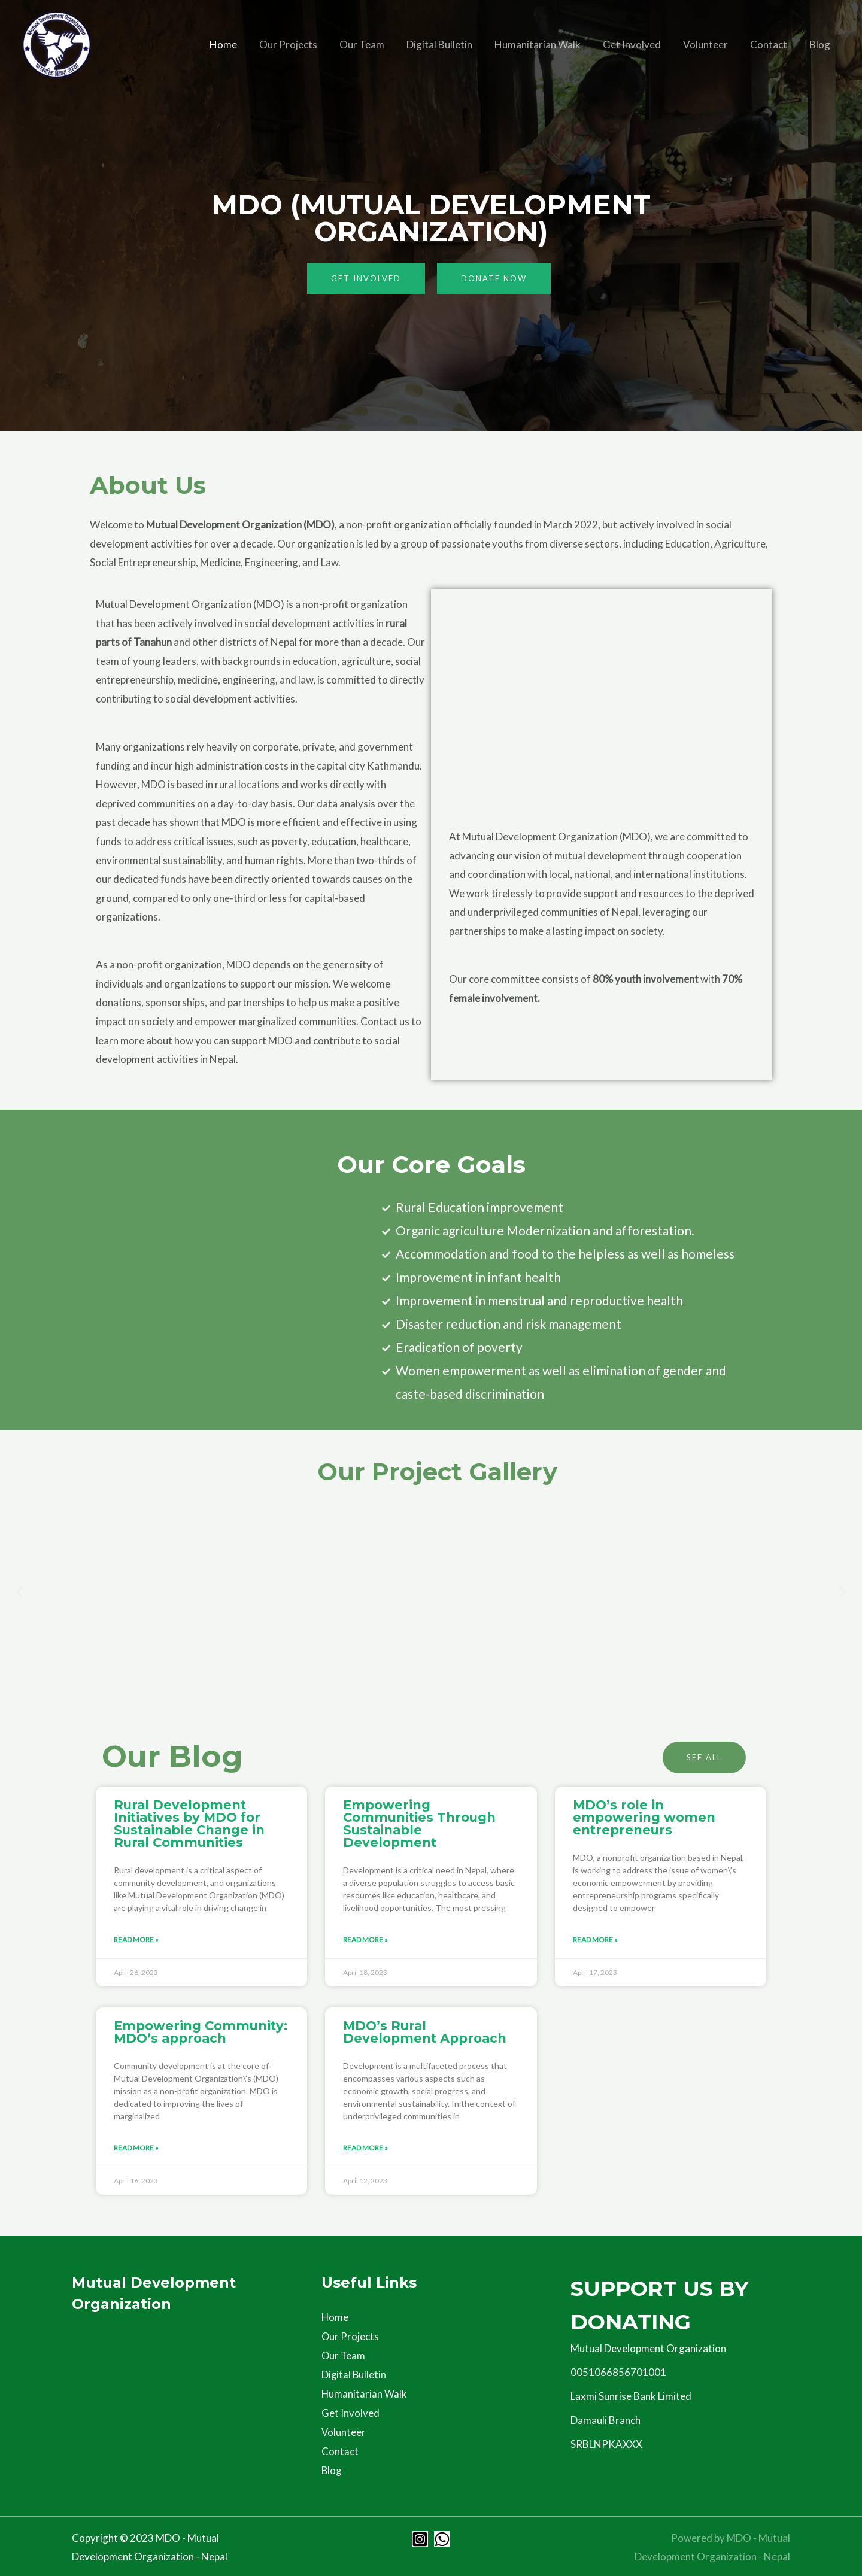 Home Our Projects Our Team Digital Bulletin Humanitarian Walk Get Involved Volunteer Contact Blog
MDO (MUTUAL DEVELOPMENT
ORGANIZATION)
GET INVOLVED DONATE NOW
About Us
Welcome to Mutual Development Organization (MDO), a non-profit organization officially founded in March 2022, but actively involved in social
development activities for over a decade. Our organization is led by a group of passionate youths from diverse sectors, including Education, Agriculture,
Social Entrepreneurship, Medicine, Engineering, and Law.
Mutual Development Organization (MDO) is a non-profit organization
that has been actively involved in social development activities in rural
parts of Tanahun and other districts of Nepal for more than a decade. Our
team of young leaders, with backgrounds in education, agriculture, social
entrepreneurship, medicine, engineering, and law, is committed to directly
contributing to social development activities.
Many organizations rely heavily on corporate, private, and government
funding and incur high administration costs in the capital city Kathmandu.
However, MDO is based in rural locations and works directly with
deprived communities on a day-to-day basis. Our data analysis over the
past decade has shown that MDO is more efficient and effective in using
funds to address critical issues, such as poverty, education, healthcare,
environmental sustainability, and human rights. More than two-thirds of
our dedicated funds have been directly oriented towards causes on the
ground, compared to only one-third or less for capital-based
organizations.
As a non-profit organization, MDO depends on the generosity of
individuals and organizations to support our mission. We welcome
donations, sponsorships, and partnerships to help us make a positive
impact on society and empower marginalized communities. Contact us to
learn more about how you can support MDO and contribute to social
development activities in Nepal.
At Mutual Development Organization (MDO), we are committed to
advancing our vision of mutual development through cooperation
and coordination with local, national, and international institutions.
We work tirelessly to provide support and resources to the deprived
and underprivileged communities of Nepal, leveraging our
partnerships to make a lasting impact on society.
Our core committee consists of 80% youth involvement with 70%
female involvement.
Our Core Goals
Rural Education improvement
Organic agriculture Modernization and afforestation.
Accommodation and food to the helpless as well as homeless
Improvement in infant health
Improvement in menstrual and reproductive health
Disaster reduction and risk management
Eradication of poverty
Women empowerment as well as elimination of gender and
caste-based discrimination
Our Project Gallery
Our Blog
SEE ALL
Rural Development
Initiatives by MDO for
Sustainable Change in
Rural Communities
Rural development is a critical aspect of
community development, and organizations
like Mutual Development Organization (MDO)
are playing a vital role in driving change in
READ MORE »
April 26, 2023
Empowering
Communities Through
Sustainable
Development
Development is a critical need in Nepal, where
a diverse population struggles to access basic
resources like education, healthcare, and
livelihood opportunities. The most pressing
READ MORE »
April 18, 2023
MDO’s role in
empowering women
entrepreneurs
MDO, a nonprofit organization based in Nepal,
is working to address the issue of women\'s
economic empowerment by providing
entrepreneurship programs specifically
designed to empower
READ MORE »
April 17, 2023
Empowering Community:
MDO’s approach
Community development is at the core of
Mutual Development Organization\'s (MDO)
mission as a non-profit organization. MDO is
dedicated to improving the lives of
marginalized
READ MORE »
April 16, 2023
MDO’s Rural
Development Approach
Development is a multifaceted process that
encompasses various aspects such as
economic growth, social progress, and
environmental sustainability. In the context of
underprivileged communities in
READ MORE »
April 12, 2023
Mutual Development
Organization
Useful Links
Home
Our Projects
Our Team
Digital Bulletin
Humanitarian Walk
Get Involved
Volunteer
Contact
Blog
SUPPORT US BY
DONATING
Mutual Development Organization
0051066856701001
Laxmi Sunrise Bank Limited
Damauli Branch
SRBLNPKAXXX
Copyright © 2023 MDO - Mutual
Development Organization - Nepal
Powered by MDO - Mutual
Development Organization - Nepal